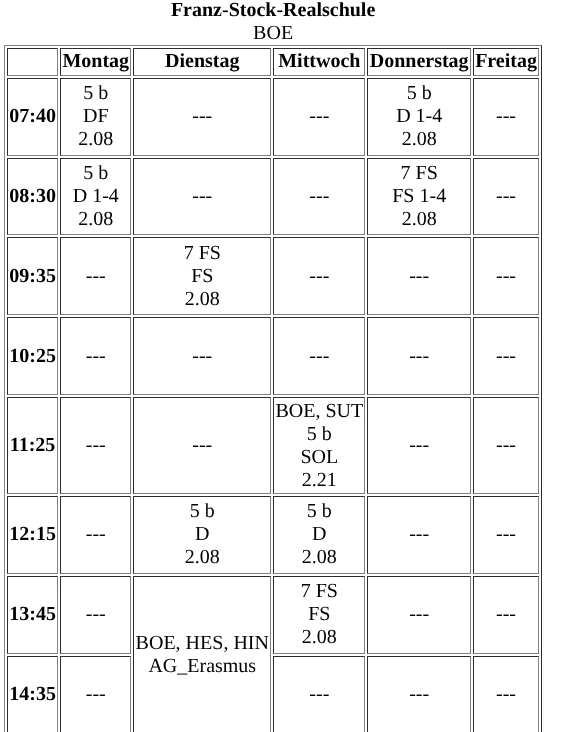 Franz-Stock-Realschule
BOE
Montag Dienstag Mittwoch Donnerstag Freitag
07:40
5 b
DF
2.08
---
---
5 b
D 1-4
2.08
---
08:30
5 b
D 1-4
2.08
---
---
7 FS
FS 1-4
2.08
---
09:35
---
7 FS
FS
2.08
---
---
---
10:25
---
---
---
---
---
11:25
---
---
BOE, SUT
5 b
SOL
2.21
---
---
12:15
---
5 b
D
2.08
5 b
D
2.08
---
---
13:45
---
BOE, HES, HIN
AG_Erasmus
7 FS
FS
2.08
---
---
14:35
---
---
---
---